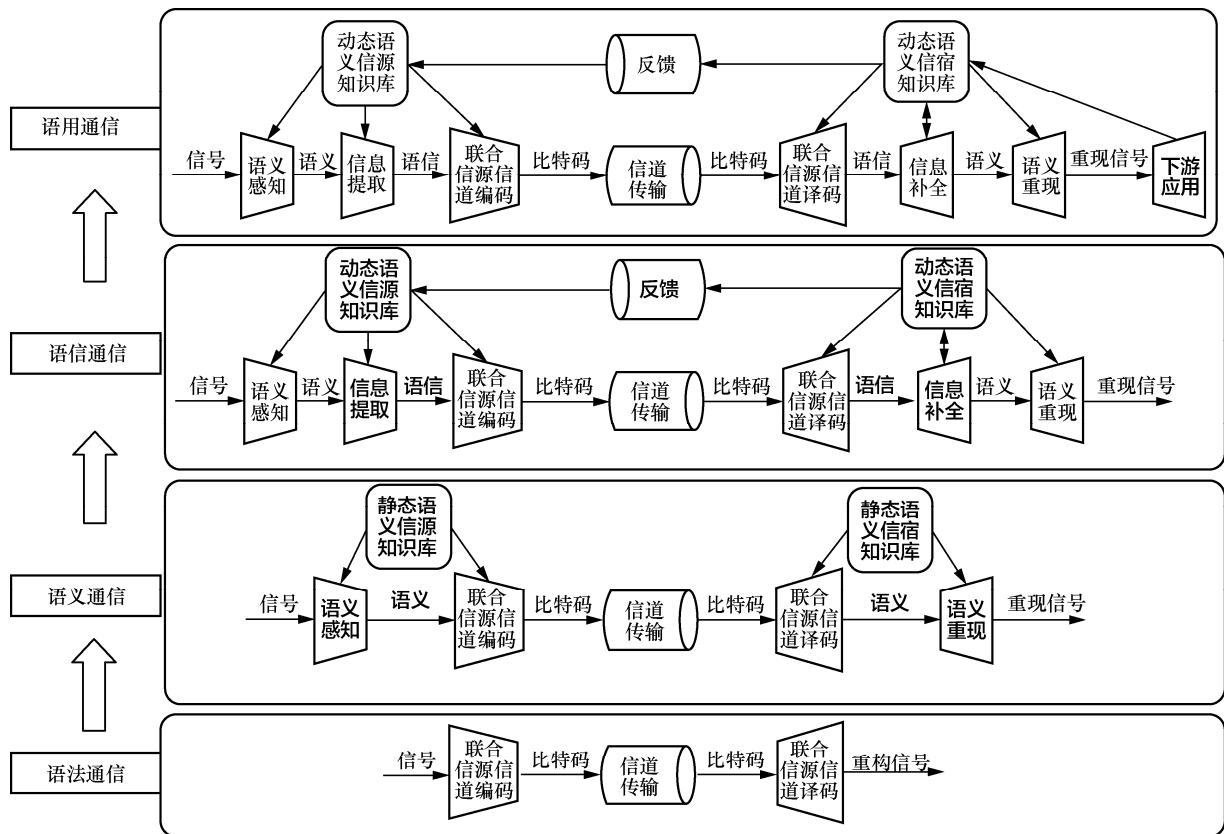 动态语
义信源
知识库
反馈
动态语
义信宿
知识库
语用通信
信号
语义
感知
语义
信息
提取
语信
联合
信源信
道编码
比特码
信道
传输
比特码
联合
信源信
道译码
语信
信息
补全
语义
语义
重现
重现信号
下游
应用
动态语
义信源
知识库
反馈
动态语
义信宿
知识库
语信通信
信号
语义
感知
语义
信息
提取
语信
联合
信源信
道编码
比特码
信道
传输
比特码
联合
信源信
道译码
语信
信息
补全
语义
语义
重现
重现信号
静态语
义信源
知识库
静态语
义信宿
知识库
语义通信
信号
语义
感知
语义
联合
信源信
道编码
比特码
信道
传输
比特码
联合
信源信
道译码
语义
语义
重现
重现信号
语法通信
信号
联合
信源信
道编码
比特码
信道
传输
比特码
联合
信源信
道译码
重构信号